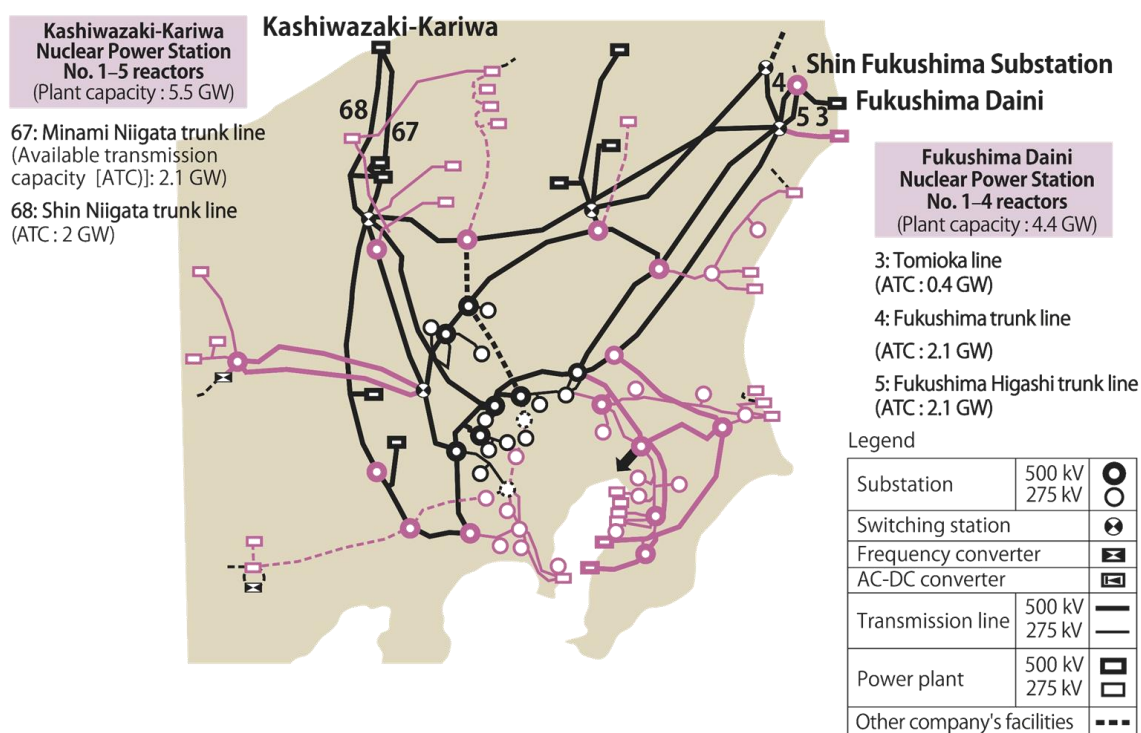 Kashiwazaki-Kariwa
Nuclear Power Station
No. 1–5 reactors
(Plant capacity : 5.5 GW)
67: Minami Niigata trunk line
(Available transmission
capacity [ATC)]: 2.1 GW)
68: Shin Niigata trunk line
(ATC : 2 GW)
Kashiwazaki-Kariwa
68
67
4
Shin Fukushima Substation
5 3
Fukushima Daini
Fukushima Daini
Nuclear Power Station
No. 1–4 reactors
(Plant capacity : 4.4 GW)
3: Tomioka line
(ATC : 0.4 GW)
4: Fukushima trunk line
(ATC : 2.1 GW)
5: Fukushima Higashi trunk line
(ATC : 2.1 GW)
Legend
Substation
500 kV
275 kV
Switching station
Frequency converter
AC-DC converter
Transmission line
500 kV
275 kV
Power plant
500 kV
275 kV
Other company's facilities